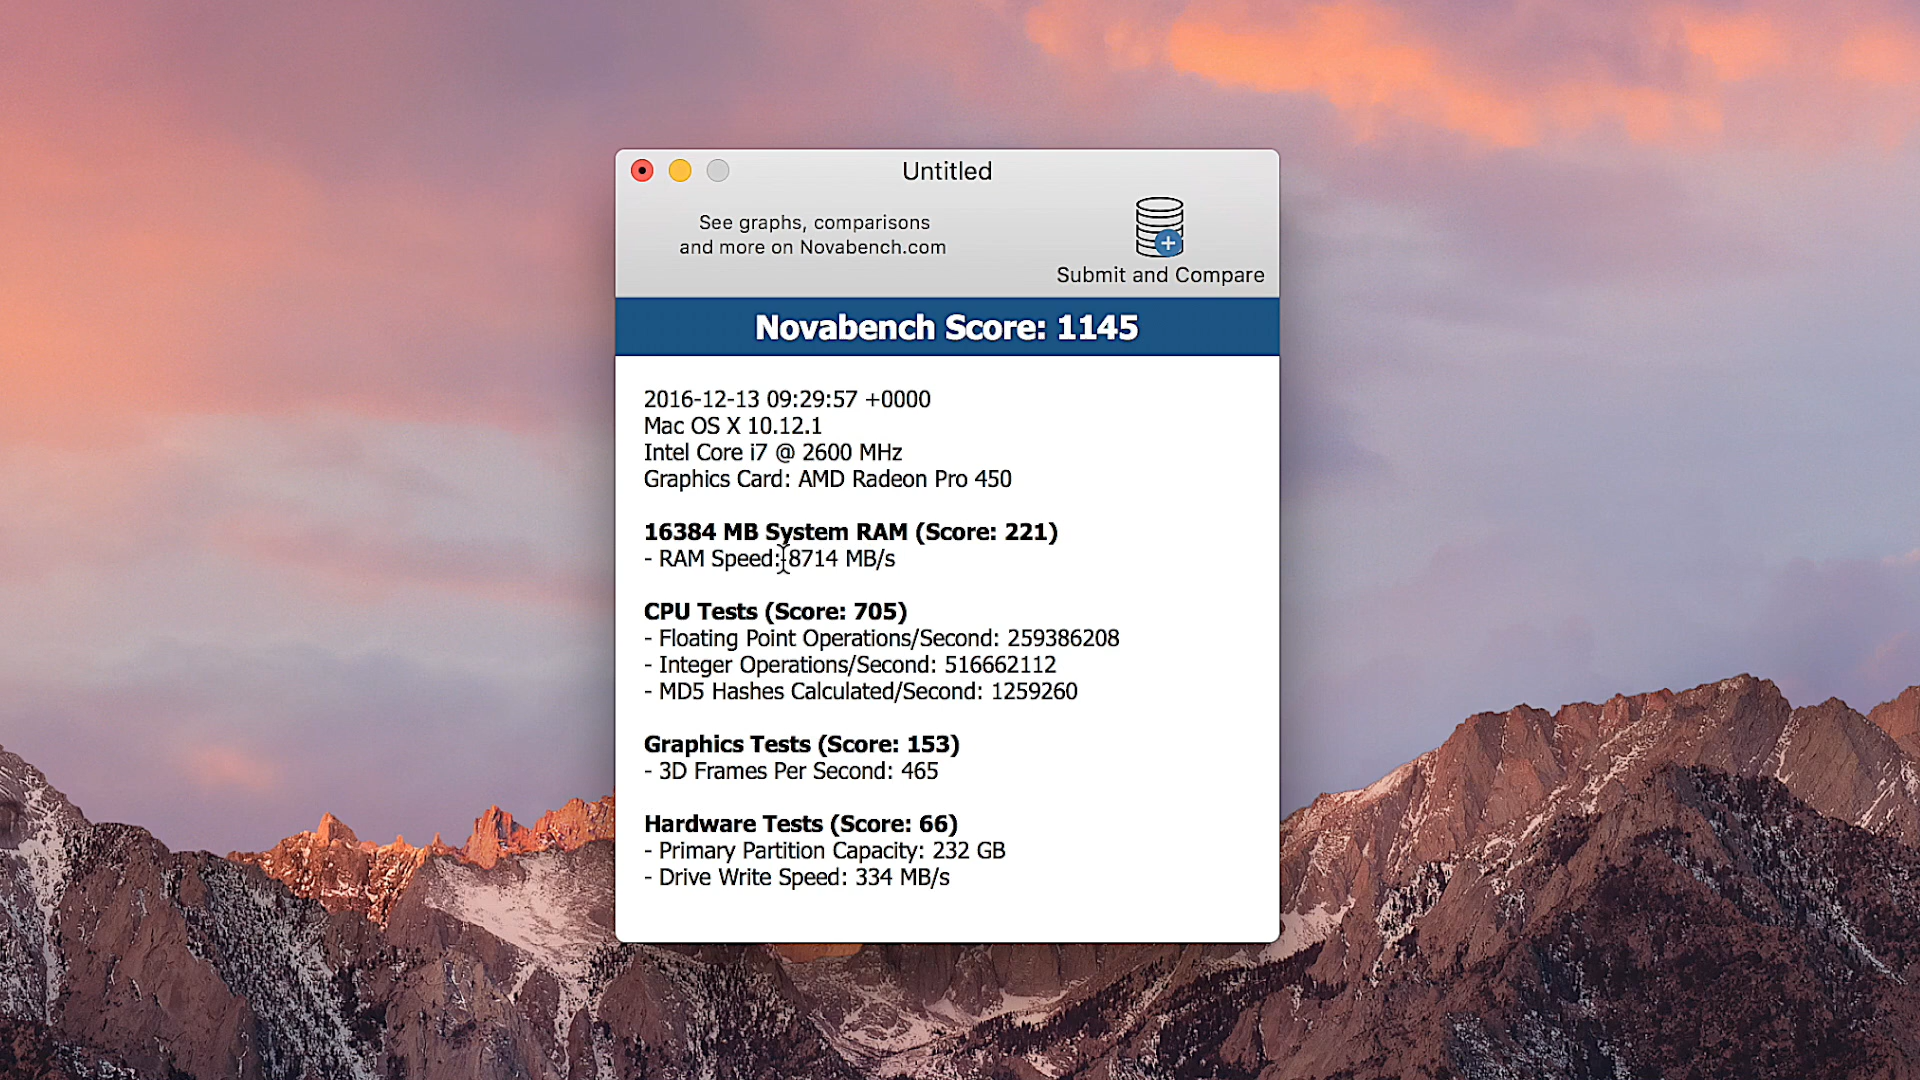 Untitled
See graphs, comparisons
and more on Novabench.com
Submit and Compare
Novabench Score: 1145
2016-12-13 09:29:57 +0000
Mac OS X 10.12.1
Intel Core i7 @ 2600 MHz
Graphics Card: AMD Radeon Pro 450
16384 MB System RAM (Score: 221)
- RAM Speed: 8714 MB/s
CPU Tests (Score: 705)
- Floating Point Operations/Second: 259386208
- Integer Operations/Second: 516662112
- MD5 Hashes Calculated/Second: 1259260
Graphics Tests (Score: 153)
- 3D Frames Per Second: 465
Hardware Tests (Score: 66)
- Primary Partition Capacity: 232 GB
- Drive Write Speed: 334 MB/s